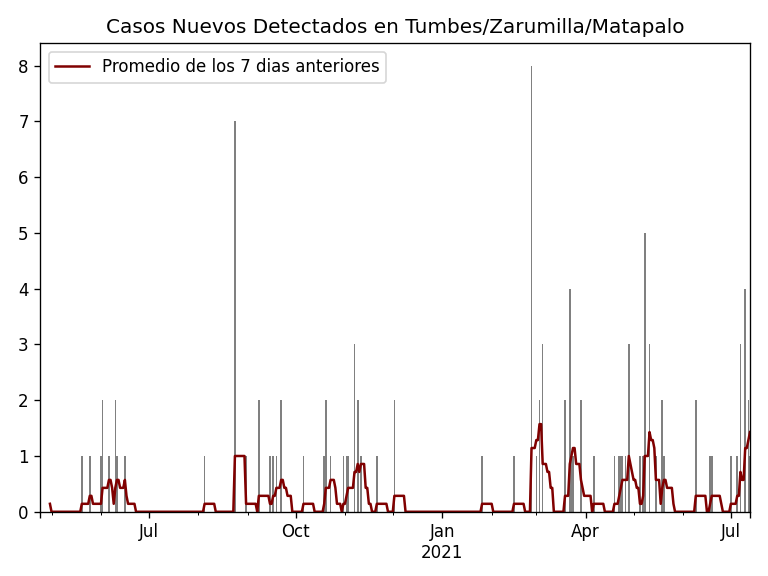 Casos Nuevos Detectados en Tumbes/Zarumilla/Matapalo
Promedio de los 7 dias anteriores
8
7
6
5
4
3
2
1
0
Jul
Oct
Jan
2021
Apr
Jul